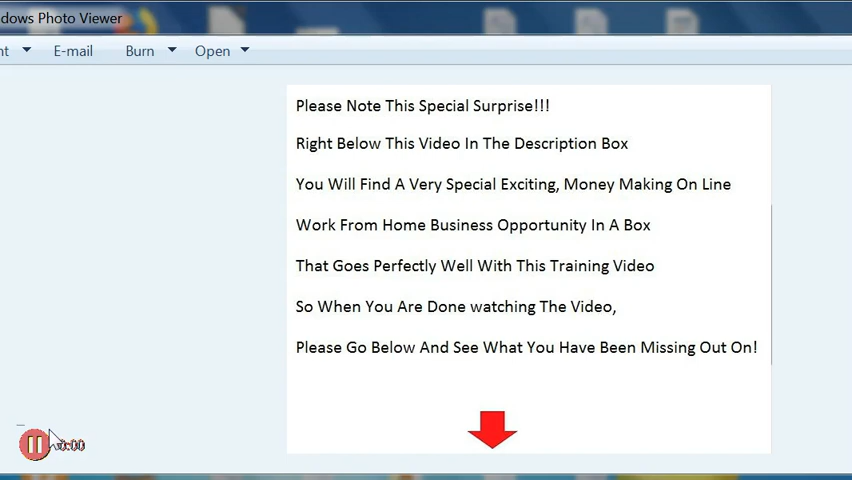 dows Photo Viewer
nt E-mail Burn Open
Please Note This Special Surprise!!!
Right Below This Video In The Description Box
You Will Find A Very Special Exciting, Money Making On Line
Work From Home Business Opportunity In A Box
That Goes Perfectly Well With This Training Video
So When You Are Done watching The Video,
Please Go Below And See What You Have Been Missing Out On!